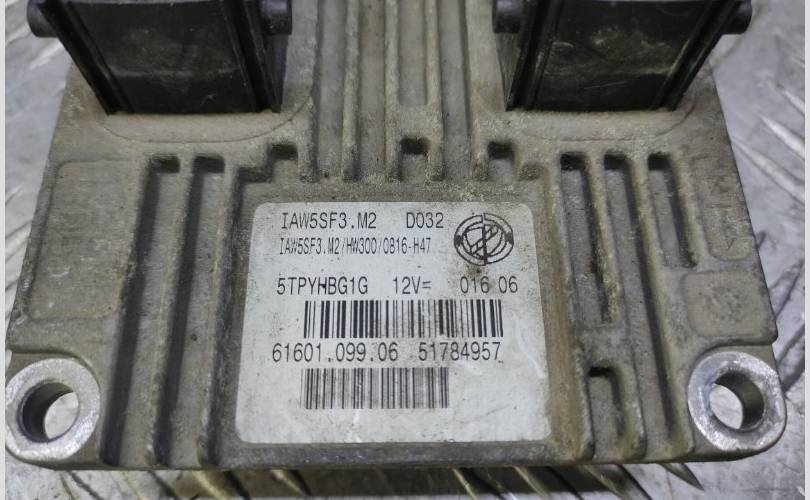 IAW5SF3.M2 D032
IAW5SF3.M2/HW300/0816-H47
5TPYHBG1G 12V= 016 06
61601.099.06 51784957